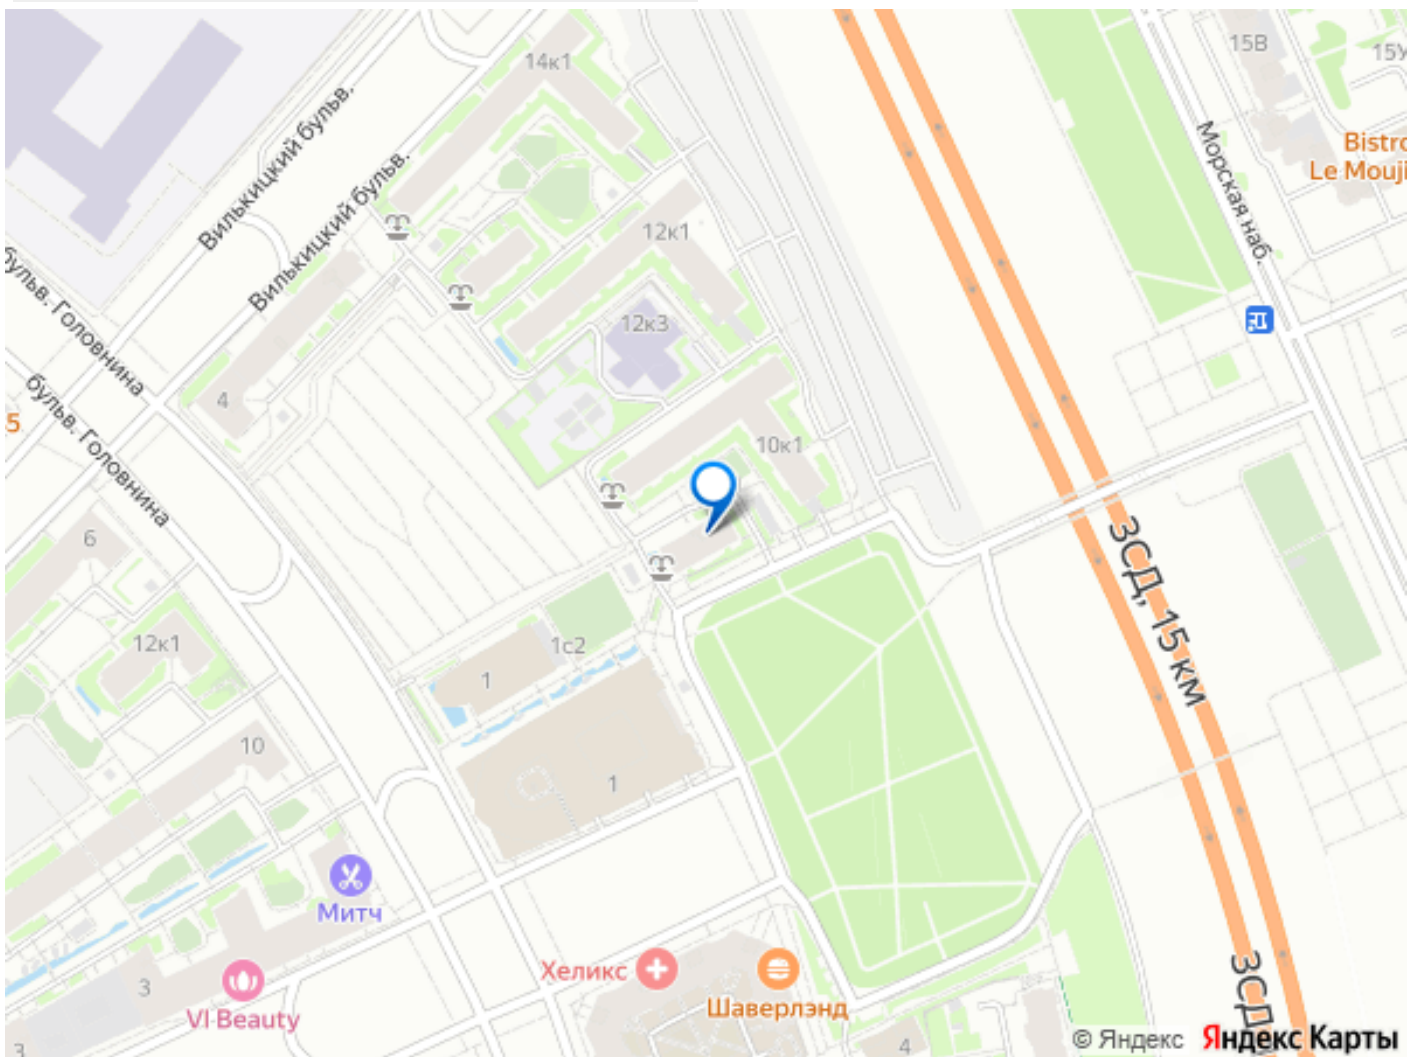 14к1
15В
15У
Вилькицкий бульв.
Морская наб.
Bistro
Le Mouji
Вилькицкий бульв.
12к1
бульв. Головнина
12к3
4
бульв. Головнина
5
10к1
6
ЗСД, 15 км
12к1
1с2
1
10
1
Митч
Хеликс
Шаверлэнд
3
VI Beauty
ЗСД
4
3
© Яндекс Яндекс Карты